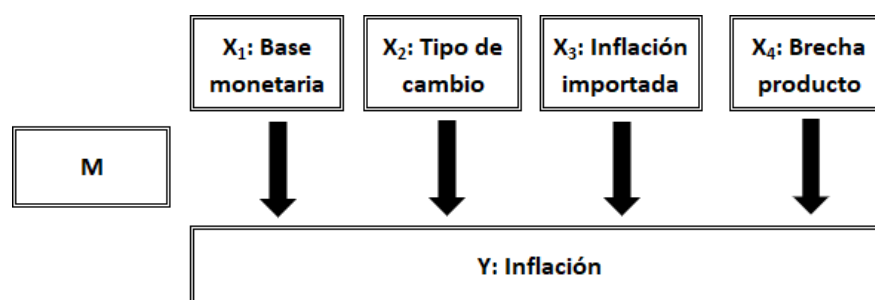 X₁: Base
monetaria
X₂: Tipo de
cambio
X₃: Inflación
importada
X₄: Brecha
producto
M
Y: Inflación